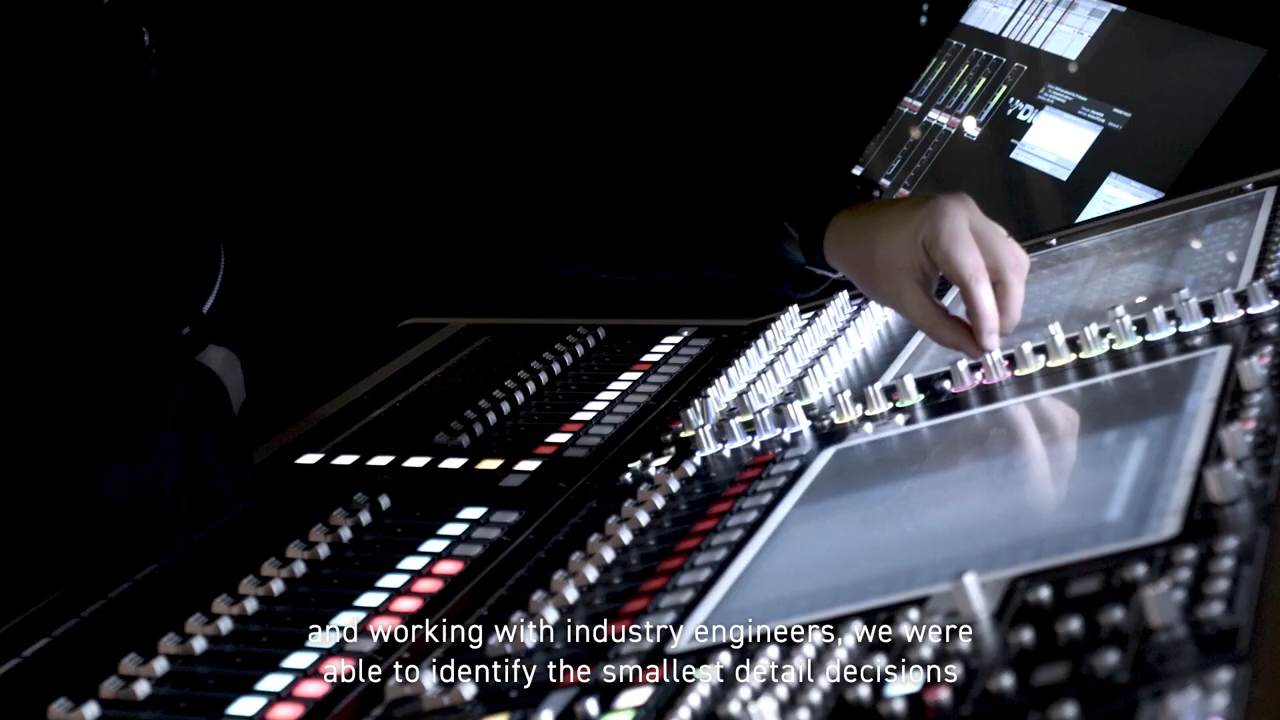 and working with industry engineers, we were
able to identify the smallest detail decisions